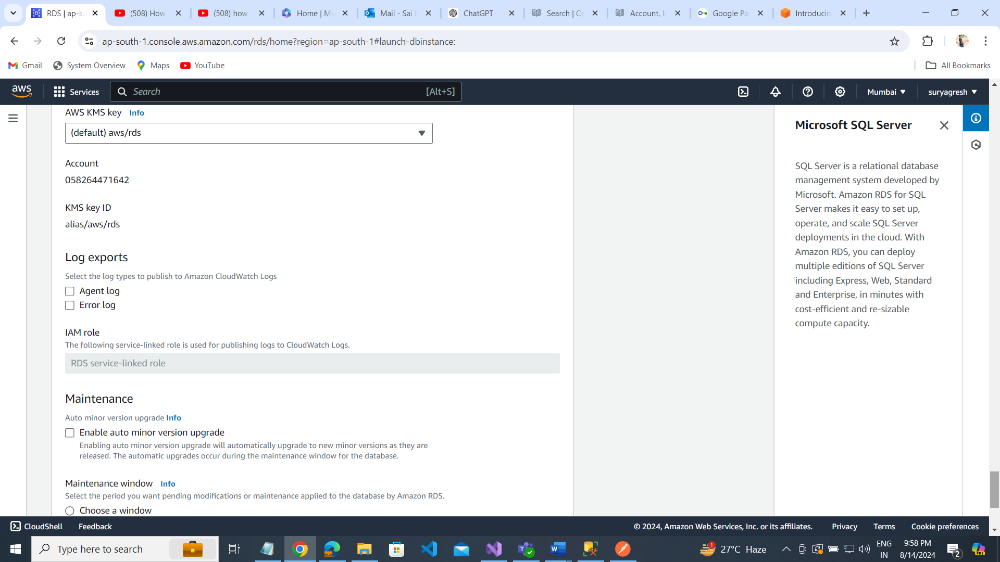 RDS | ap-so
(508) How
(508) how
Home | Mi
Mail - Sai K
ChatGPT
Search | Op
Account, Ic
Google Pa
Introducin
ap-south-1.console.aws.amazon.com/rds/home?region=ap-south-1#launch-dbinstance:
Gmail
System Overview
Maps
YouTube
All Bookmarks
aws
Services
Search
[Alt+S]
Mumbai
suryagresh
AWS KMS key Info
(default) aws/rds
Account
058264471642
KMS key ID
alias/aws/rds
Log exports
Select the log types to publish to Amazon CloudWatch Logs
Agent log
Error log
IAM role
The following service-linked role is used for publishing logs to CloudWatch Logs.
RDS service-linked role
Maintenance
Auto minor version upgrade Info
Enable auto minor version upgrade
Enabling auto minor version upgrade will automatically upgrade to new minor versions as they are
released. The automatic upgrades occur during the maintenance window for the database.
Maintenance window Info
Select the period you want pending modifications or maintenance applied to the database by Amazon RDS.
Choose a window
Microsoft SQL Server
SQL Server is a relational database
management system developed by
Microsoft. Amazon RDS for SQL
Server makes it easy to set up,
operate, and scale SQL Server
deployments in the cloud. With
Amazon RDS, you can deploy
multiple editions of SQL Server
including Express, Web, Standard
and Enterprise, in minutes with
cost-efficient and re-sizable
compute capacity.
CloudShell
Feedback
© 2024, Amazon Web Services, Inc. or its affiliates.
Privacy
Terms
Cookie preferences
Type here to search
1
27°C Haze
ENG
IN
9:58 PM
8/14/2024
2
PRE